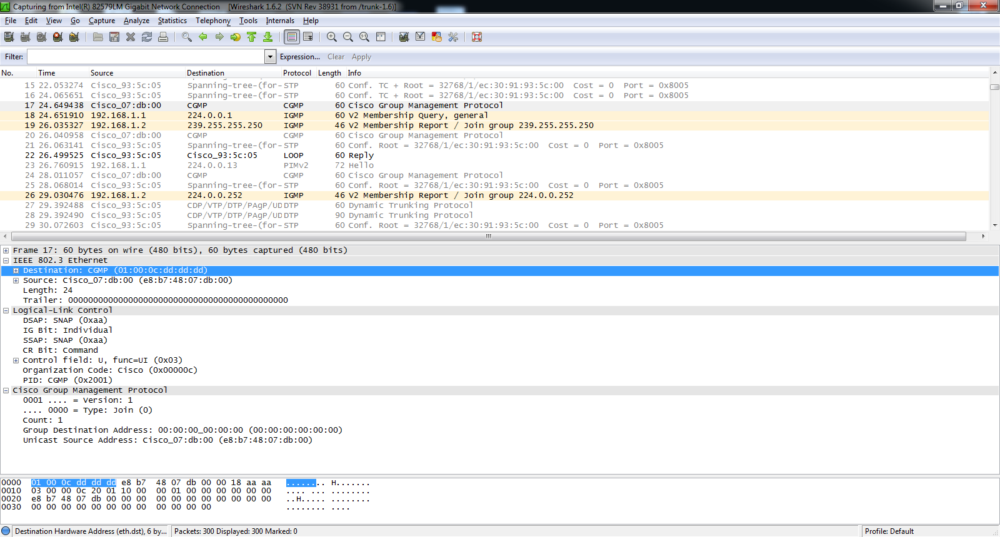 Capturing from Intel(R) 82579LM Gigabit Network Connection   [Wireshark 1.6.2  (SVN Rev 38931 from /trunk-1.6)]
File Edit View Go Capture Analyze Statistics Telephony Tools Internals Help
Filter: Expression... Clear Apply
No. Time Source Destination Protocol Length Info
15 22.053274 Cisco_93:5c:05 Spanning-tree-(for- STP 60 Conf. TC + Root = 32768/1/ec:30:91:93:5c:00  Cost = 0  Port = 0x8005
16 24.065651 Cisco_93:5c:05 Spanning-tree-(for- STP 60 Conf. TC + Root = 32768/1/ec:30:91:93:5c:00  Cost = 0  Port = 0x8005
17 24.649438 Cisco_07:db:00 CGMP CGMP 60 Cisco Group Management Protocol
18 24.651910 192.168.1.1 224.0.0.1 IGMP 60 V2 Membership Query, general
19 26.035327 192.168.1.2 239.255.255.250 IGMP 46 V2 Membership Report / Join group 239.255.255.250
20 26.040958 Cisco_07:db:00 CGMP CGMP 60 Cisco Group Management Protocol
21 26.063141 Cisco_93:5c:05 Spanning-tree-(for- STP 60 Conf. Root = 32768/1/ec:30:91:93:5c:00  Cost = 0  Port = 0x8005
22 26.499525 Cisco_93:5c:05 Cisco_93:5c:05 LOOP 60 Reply
23 26.760915 192.168.1.1 224.0.0.13 PIMv2 72 Hello
24 28.011057 Cisco_07:db:00 CGMP CGMP 60 Cisco Group Management Protocol
25 28.068014 Cisco_93:5c:05 Spanning-tree-(for- STP 60 Conf. Root = 32768/1/ec:30:91:93:5c:00  Cost = 0  Port = 0x8005
26 29.030476 192.168.1.2 224.0.0.252 IGMP 46 V2 Membership Report / Join group 224.0.0.252
27 29.392488 Cisco_93:5c:05 CDP/VTP/DTP/PAgP/UD DTP 60 Dynamic Trunking Protocol
28 29.392490 Cisco_93:5c:05 CDP/VTP/DTP/PAgP/UD DTP 90 Dynamic Trunking Protocol
29 30.072603 Cisco_93:5c:05 Spanning-tree-(for- STP 60 Conf. Root = 32768/1/ec:30:91:93:5c:00  Cost = 0  Port = 0x8005
Frame 17: 60 bytes on wire (480 bits), 60 bytes captured (480 bits)
IEEE 802.3 Ethernet
Destination: CGMP (01:00:0c:dd:dd:dd)
Source: Cisco_07:db:00 (e8:b7:48:07:db:00)
Length: 24
Trailer: 00000000000000000000000000000000000000000000
Logical-Link Control
DSAP: SNAP (0xaa)
IG Bit: Individual
SSAP: SNAP (0xaa)
CR Bit: Command
Control field: U, func=UI (0x03)
Organization Code: Cisco (0x00000c)
PID: CGMP (0x2001)
Cisco Group Management Protocol
0001 .... = Version: 1
.... 0000 = Type: Join (0)
Count: 1
Group Destination Address: 00:00:00_00:00:00 (00:00:00:00:00:00)
Unicast Source Address: Cisco_07:db:00 (e8:b7:48:07:db:00)
0000  01 00 0c dd dd dd e8 b7  48 07 db 00 00 18 aa aa   ........ H.......
0010  03 00 00 0c 20 01 10 00  00 01 00 00 00 00 00 00   .... ... ........
0020  e8 b7 48 07 db 00 00 00  00 00 00 00 00 00 00 00   ..H..... ........
0030  00 00 00 00 00 00 00 00  00 00 00 00   ........ ....
Destination Hardware Address (eth.dst), 6 by... Packets: 300 Displayed: 300 Marked: 0 Profile: Default